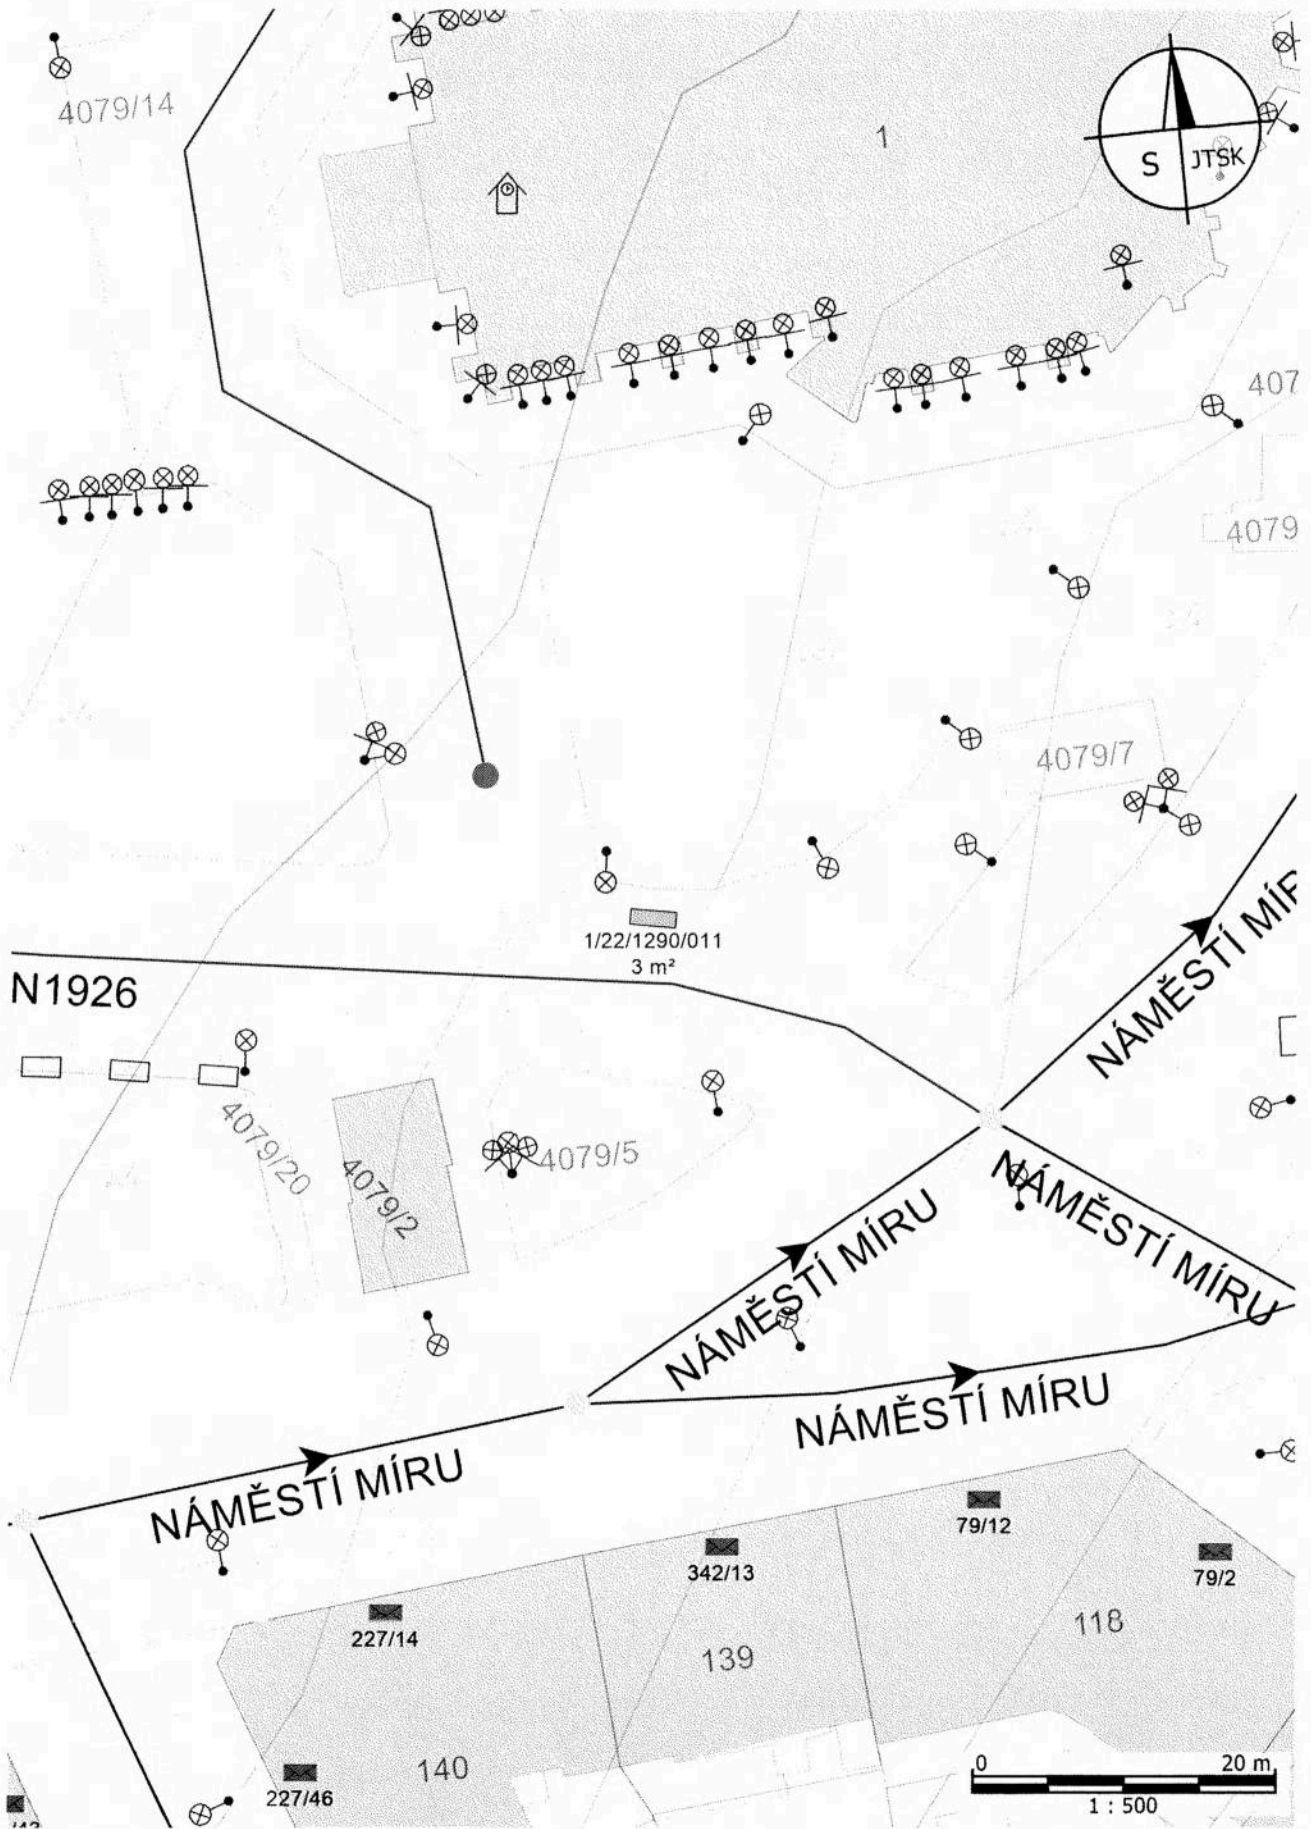 4079/14
1
S JTSK
407
4079
4079/7
NÁMĚSTÍ MÍR
1/22/1290/011
3 m²
N1926
4079/20
4079/2
4079/5
NÁMĚSTÍ MÍRU
NÁMĚSTÍ MÍRU
NÁMĚSTÍ MÍRU
NÁMĚSTÍ MÍRU
79/12
342/13
79/2
227/14
118
139
140
227/46
0 20 m
1 : 500